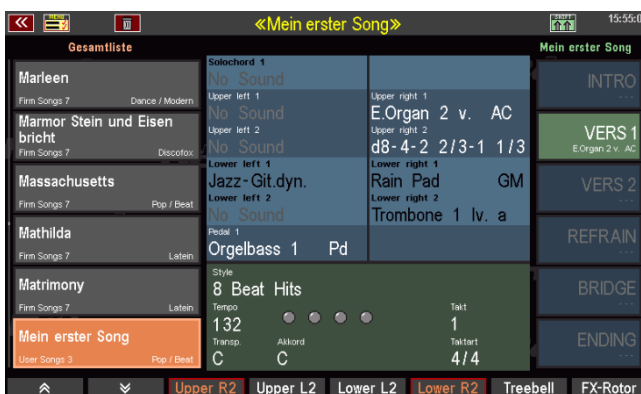 MENU
«Mein erster Song»
SHIFT
15:55:0
Gesamtliste
Marleen
Firm Songs 7 Dance / Modern
Marmor Stein und Eisen
bricht
Firm Songs 7 Discofox
Massachusetts
Firm Songs 7 Pop / Beat
Mathilda
Firm Songs 7 Latein
Matrimony
Firm Songs 7 Latein
Mein erster Song
User Songs 3 Pop / Beat
Solochord 1
No Sound
Upper left 1
No Sound
Upper right 1
E.Organ 2 v. AC
Upper left 2
No Sound
Upper right 2
d8-4-2 2/3-1 1/3
Lower left 1
Jazz-Git.dyn.
Lower right 1
Rain Pad GM
Lower left 2
No Sound
Lower right 2
Trombone 1 lv. a
Pedal 1
Orgelbass 1 Pd
Style
8 Beat Hits
Tempo
132
Takt
1
Transp.
C
Akkord
C
Taktart
4/4
Mein erster Song
INTRO
---
VERS 1
E.Organ 2 v. AC
VERS 2
---
REFRAIN
---
BRIDGE
---
ENDING
---
Upper R2 Upper L2 Lower L2 Lower R2 Treebell FX-Rotor